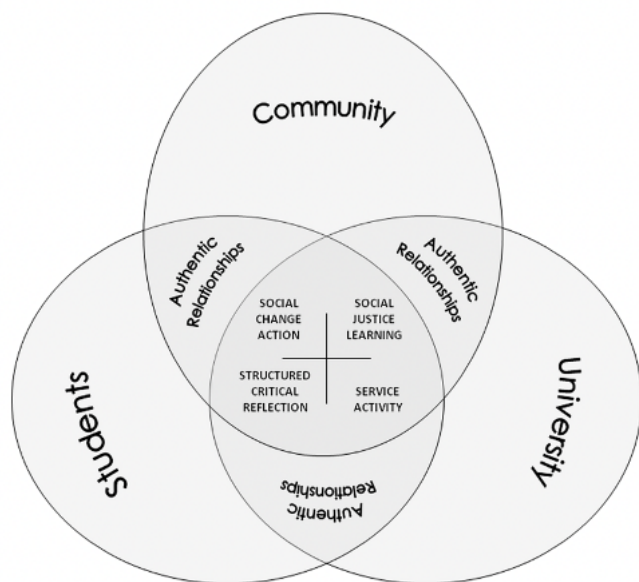 Community
Authentic
Relationships
Authentic
Relationships
SOCIAL
CHANGE
ACTION
SOCIAL
JUSTICE
LEARNING
STRUCTURED
CRITICAL
REFLECTION
SERVICE
ACTIVITY
Students
University
Authentic
Relationships